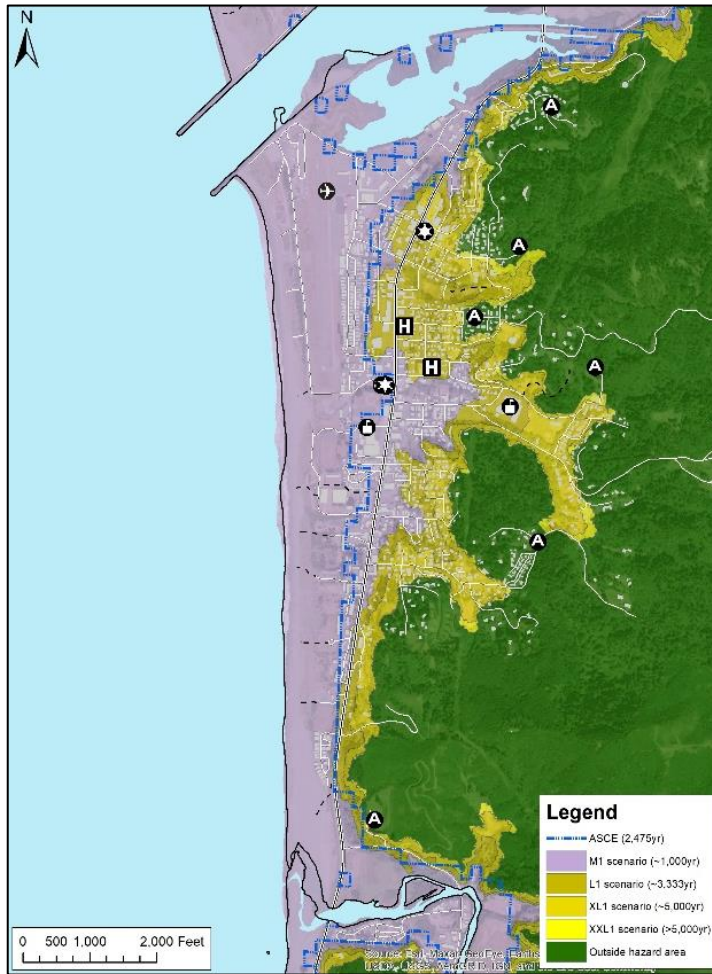 N
A
A
A
H
A
H
A
A
Legend
ASCE (2,475yr)
M1 scenario (~1,000yr)
L1 scenario (~3,333yr)
XL1 scenario (~5,000yr)
XXL1 scenario (>5,000yr)
Outside hazard area
0 500 1,000 2,000 Feet